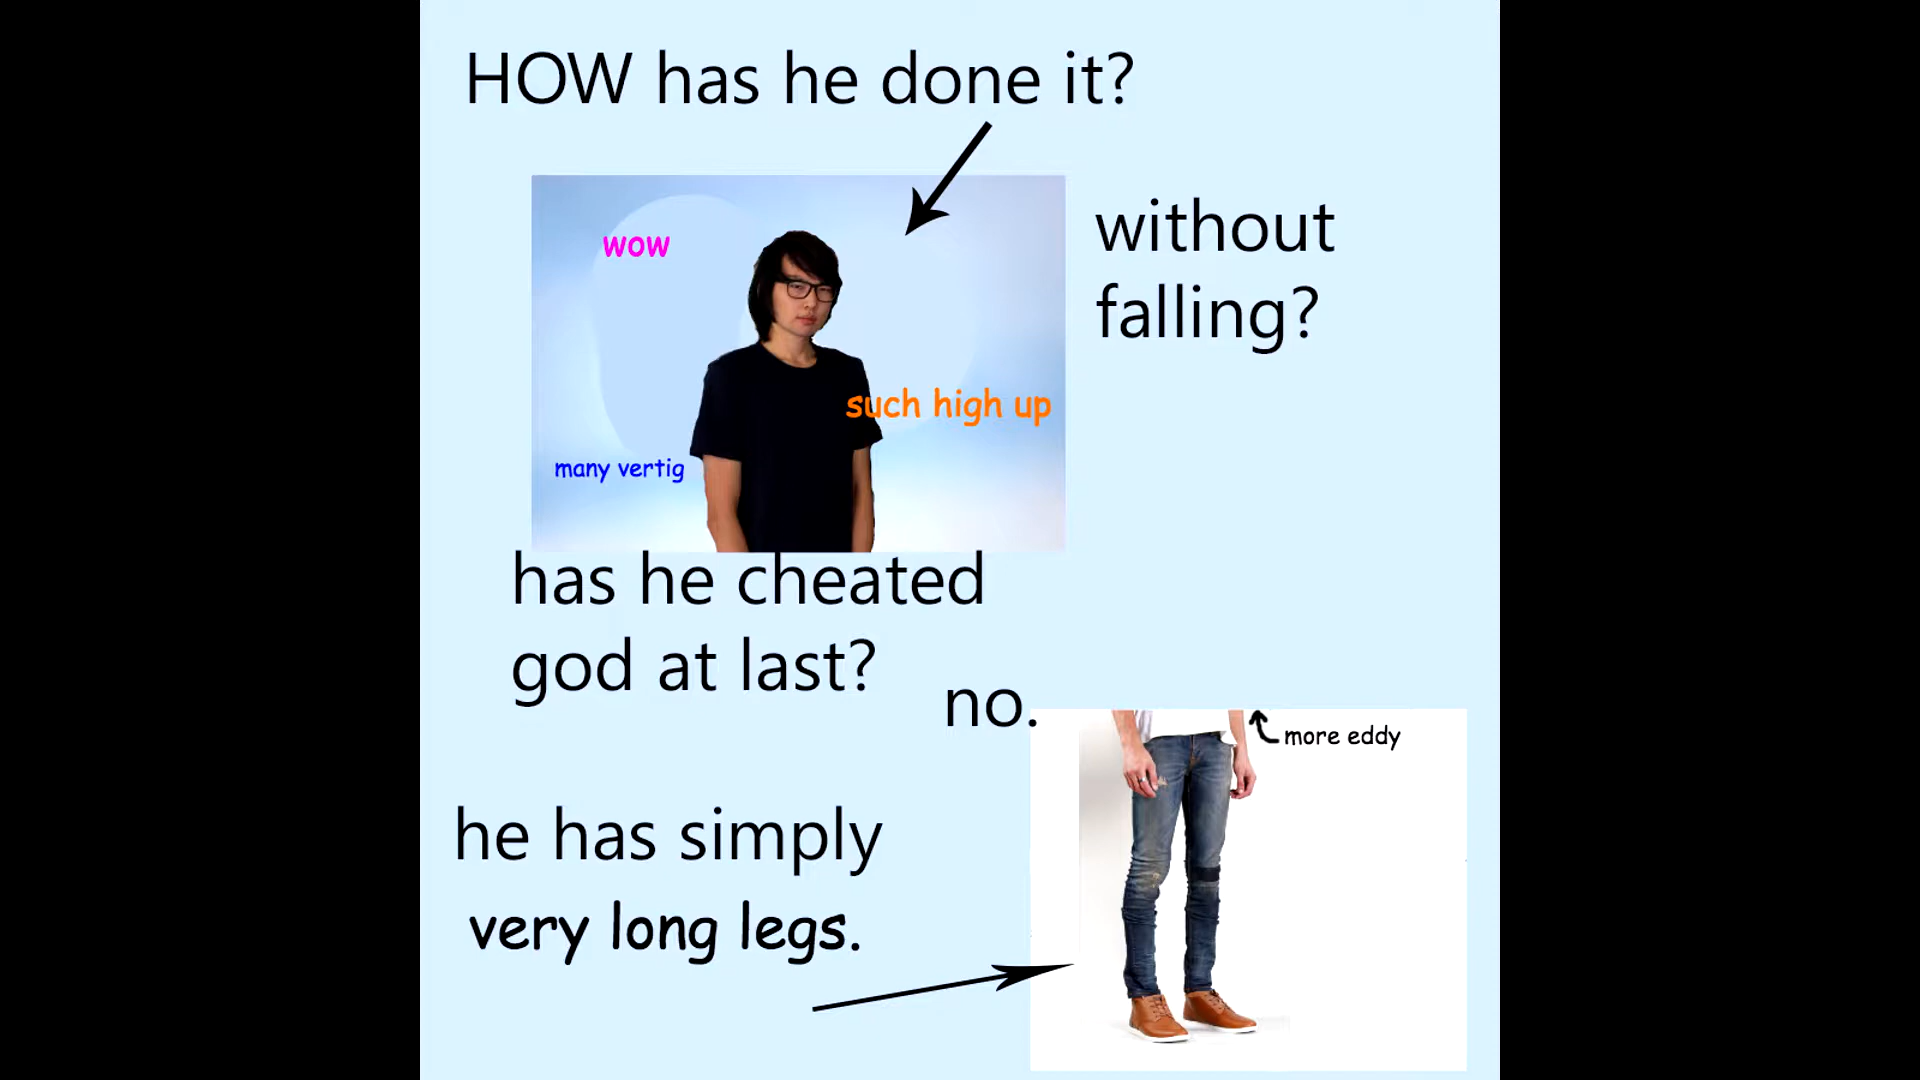 HOW has he done it?
without
falling?
wow
such high up
many vertig
has he cheated
god at last?
no.
more eddy
he has simply
very long legs.